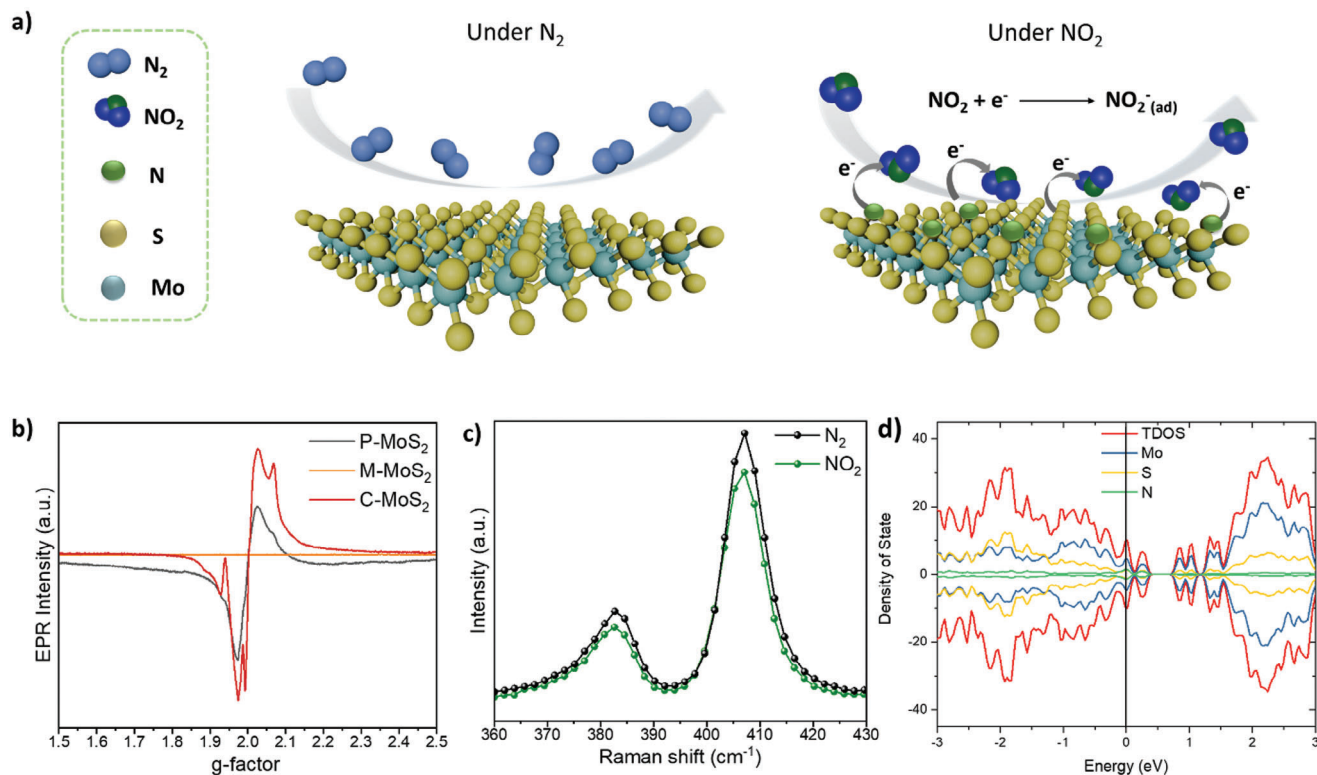 a)
Under N2
Under NO2
N2
NO2
N
S
Mo
NO2 + e- NO2-(ad)
e-
e-
e-
e-
b)
P-MoS2
M-MoS2
C-MoS2
EPR Intensity (a.u.)
1.5 1.6 1.7 1.8 1.9 2.0 2.1 2.2 2.3 2.4 2.5
g-factor
c)
N2
NO2
Intensity (a.u.)
360 370 380 390 400 410 420 430
Raman shift (cm-1)
d)
TDOS
Mo
S
N
Density of State
40
20
0
-20
-40
-3 -2 -1 0 1 2 3
Energy (eV)